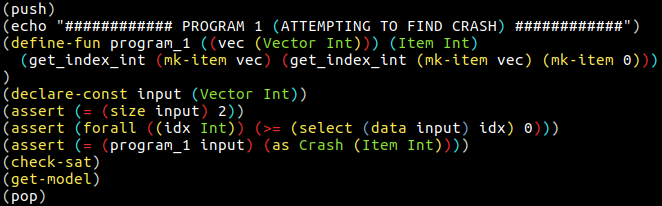 (push)
(echo "############ PROGRAM 1 (ATTEMPTING TO FIND CRASH) ############")
(define-fun program_1 ((vec (Vector Int))) (Item Int)
  (get_index_int (mk-item vec) (get_index_int (mk-item vec) (mk-item 0)))
)
(declare-const input (Vector Int))
(assert (= (size input) 2))
(assert (forall ((idx Int)) (>= (select (data input) idx) 0)))
(assert (= (program_1 input) (as Crash (Item Int))))
(check-sat)
(get-model)
(pop)